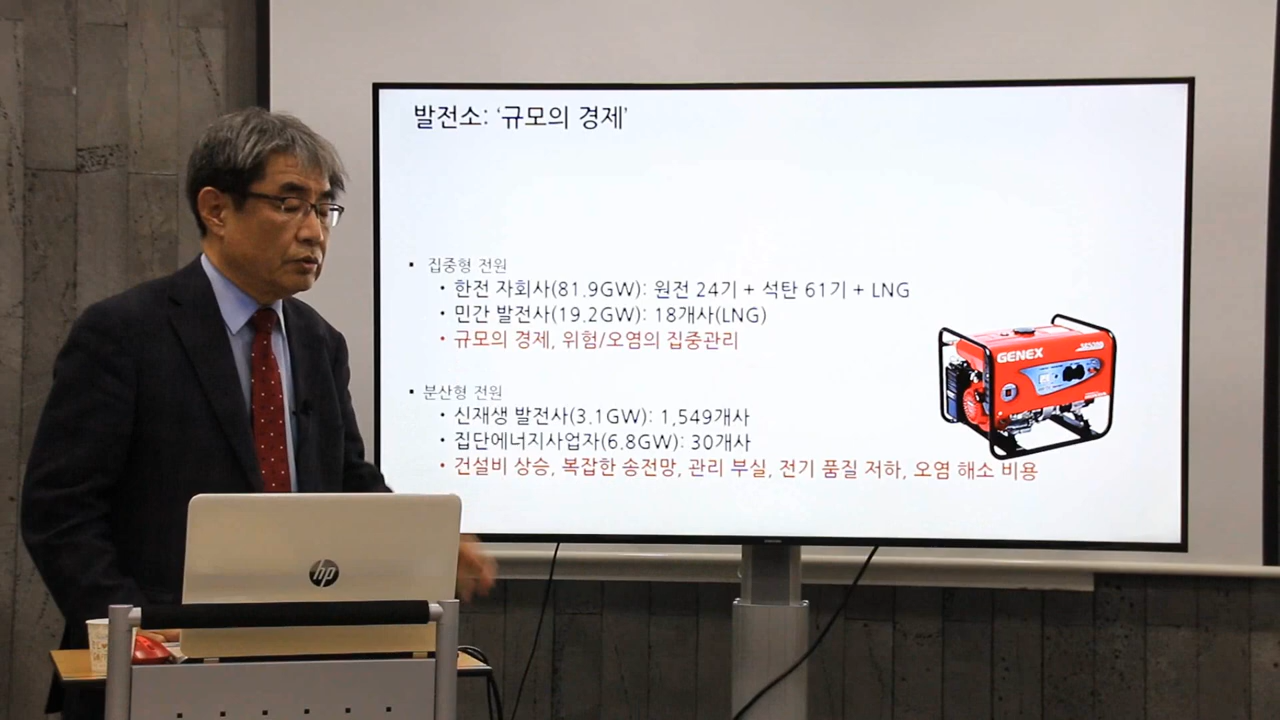 발전소: ‘규모의 경제’
▪ 집중형 전원
• 한전 자회사(81.9GW): 원전 24기 + 석탄 61기 + LNG
• 민간 발전사(19.2GW): 18개사(LNG)
• 규모의 경제, 위험/오염의 집중관리
GENEX
▪ 분산형 전원
• 신재생 발전사(3.1GW): 1,549개사
• 집단에너지사업자(6.8GW): 30개사
• 건설비 상승, 복잡한 송전망, 관리 부실, 전기 품질 저하, 오염 해소 비용
hp